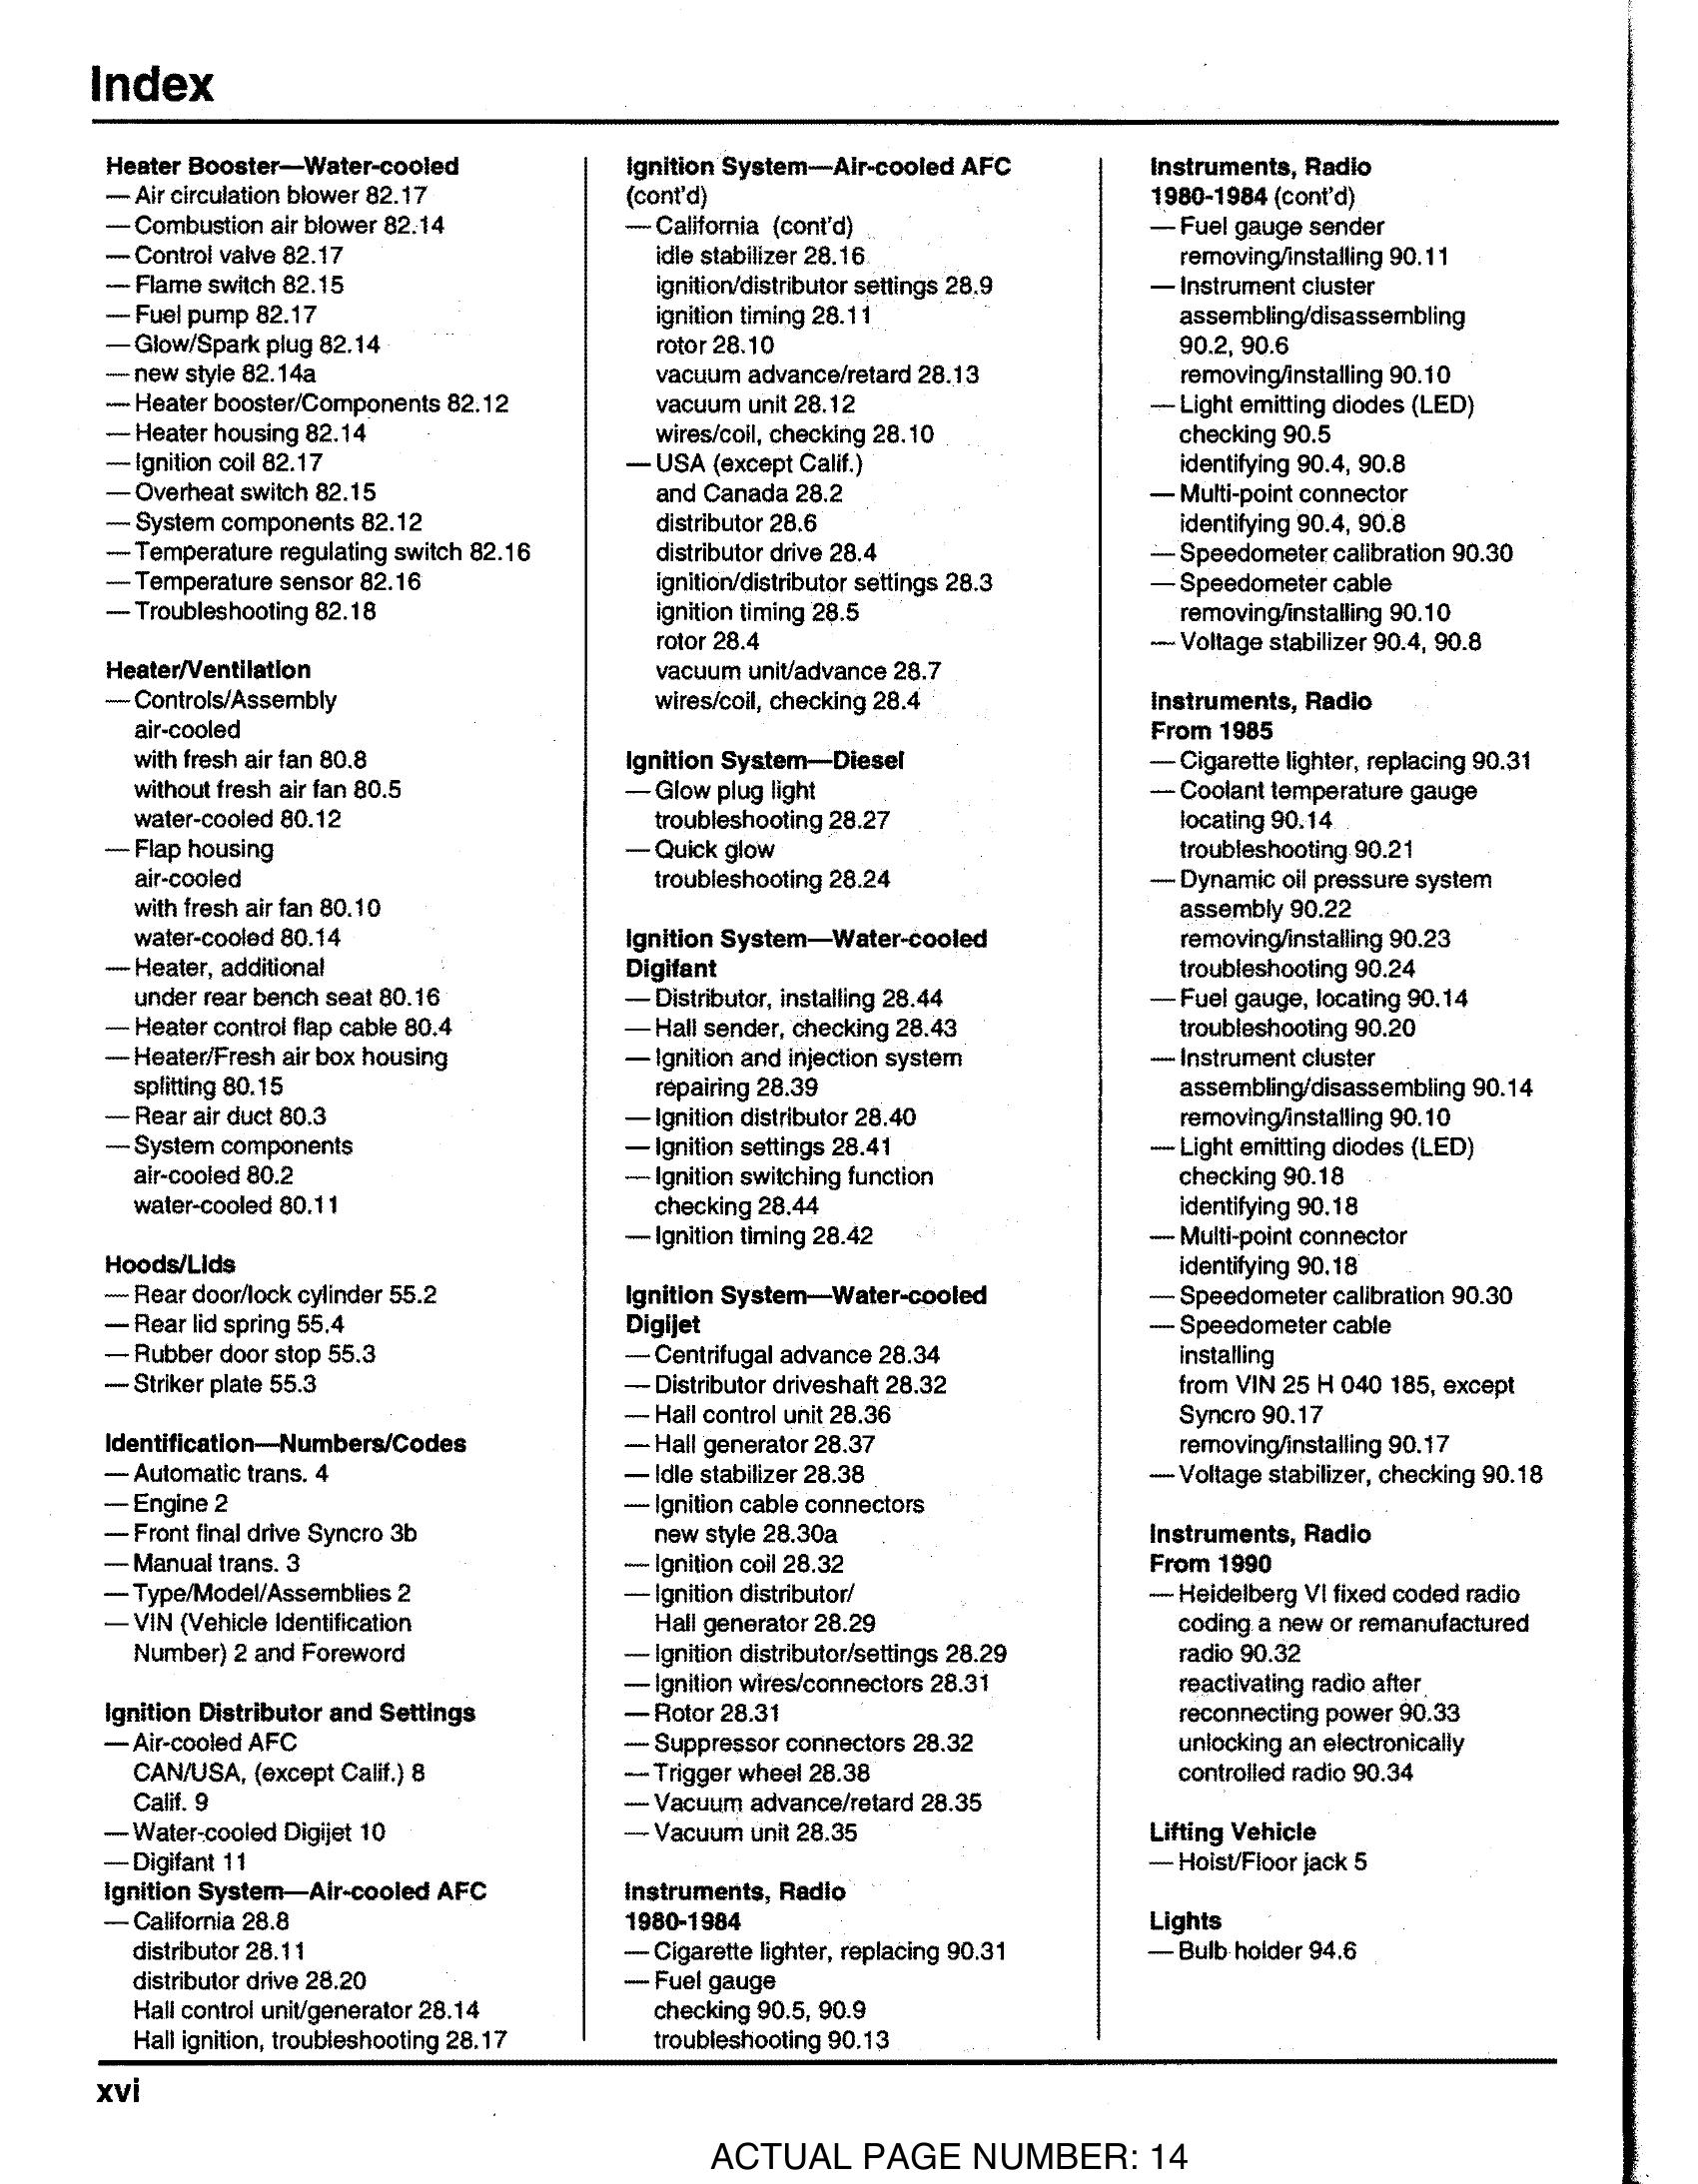 Index
Heater Booster—Water-cooled
— Air circulation blower 82.17
— Combustion air blower 82.14
— Control valve 82.17
— Flame switch 82.15
— Fuel pump 82.17
— Glow/Spark plug 82.14
— new style 82.14a
— Heater booster/Components 82.12
— Heater housing 82.14
— Ignition coil 82.17
— Overheat switch 82.15
— System components 82.12
— Temperature regulating switch 82.16
— Temperature sensor 82.16
— Troubleshooting 82.18
Heater/Ventilation
— Controls/Assembly
air-cooled
with fresh air fan 80.8
without fresh air fan 80.5
water-cooled 80.12
— Flap housing
air-cooled
with fresh air fan 80.10
water-cooled 80.14
— Heater, additional
under rear bench seat 80.16
— Heater control flap cable 80.4
— Heater/Fresh air box housing
splitting 80.15
— Rear air duct 80.3
— System components
air-cooled 80.2
water-cooled 80.11
Hoods/Lids
— Rear door/lock cylinder 55.2
— Rear lid spring 55.4
— Rubber door stop 55.3
— Striker plate 55.3
Identification—Numbers/Codes
— Automatic trans. 4
— Engine 2
— Front final drive Syncro 3b
— Manual trans. 3
— Type/Model/Assemblies 2
— VIN (Vehicle Identification
Number) 2 and Foreword
Ignition Distributor and Settings
— Air-cooled AFC
CAN/USA, (except Calif.) 8
Calif. 9
— Water-cooled Digijet 10
— Digifant 11
Ignition System—Air-cooled AFC
— California 28.8
distributor 28.11
distributor drive 28.20
Hall control unit/generator 28.14
Hall ignition, troubleshooting 28.17
Ignition System—Air-cooled AFC
(cont'd)
— California (cont'd)
idle stabilizer 28.16
ignition/distributor settings 28.9
ignition timing 28.11
rotor 28.10
vacuum advance/retard 28.13
vacuum unit 28.12
wires/coil, checking 28.10
— USA (except Calif.)
and Canada 28.2
distributor 28.6
distributor drive 28.4
ignition/distributor settings 28.3
ignition timing 28.5
rotor 28.4
vacuum unit/advance 28.7
wires/coil, checking 28.4
Ignition System—Diesel
— Glow plug light
troubleshooting 28.27
— Quick glow
troubleshooting 28.24
Ignition System—Water-cooled
Digifant
— Distributor, installing 28.44
— Hall sender, checking 28.43
— Ignition and injection system
repairing 28.39
— Ignition distributor 28.40
— Ignition settings 28.41
— Ignition switching function
checking 28.44
— Ignition timing 28.42
Ignition System—Water-cooled
Digijet
— Centrifugal advance 28.34
— Distributor driveshaft 28.32
— Hall control unit 28.36
— Hall generator 28.37
— Idle stabilizer 28.38
— Ignition cable connectors
new style 28.30a
— Ignition coil 28.32
— Ignition distributor/
Hall generator 28.29
— Ignition distributor/settings 28.29
— Ignition wires/connectors 28.31
— Rotor 28.31
— Suppressor connectors 28.32
— Trigger wheel 28.38
— Vacuum advance/retard 28.35
— Vacuum unit 28.35
Instruments, Radio
1980-1984
— Cigarette lighter, replacing 90.31
— Fuel gauge
checking 90.5, 90.9
troubleshooting 90.13
Instruments, Radio
1980-1984 (cont'd)
— Fuel gauge sender
removing/installing 90.11
— Instrument cluster
assembling/disassembling
90.2, 90.6
removing/installing 90.10
— Light emitting diodes (LED)
checking 90.5
identifying 90.4, 90.8
— Multi-point connector
identifying 90.4, 90.8
— Speedometer calibration 90.30
— Speedometer cable
removing/installing 90.10
— Voltage stabilizer 90.4, 90.8
Instruments, Radio
From 1985
— Cigarette lighter, replacing 90.31
— Coolant temperature gauge
locating 90.14
troubleshooting 90.21
— Dynamic oil pressure system
assembly 90.22
removing/installing 90.23
troubleshooting 90.24
— Fuel gauge, locating 90.14
troubleshooting 90.20
— Instrument cluster
assembling/disassembling 90.14
removing/installing 90.10
— Light emitting diodes (LED)
checking 90.18
identifying 90.18
— Multi-point connector
identifying 90.18
— Speedometer calibration 90.30
— Speedometer cable
installing
from VIN 25 H 040 185, except
Syncro 90.17
removing/installing 90.17
— Voltage stabilizer, checking 90.18
Instruments, Radio
From 1990
— Heidelberg VI fixed coded radio
coding a new or remanufactured
radio 90.32
reactivating radio after
reconnecting power 90.33
unlocking an electronically
controlled radio 90.34
Lifting Vehicle
— Hoist/Floor jack 5
Lights
— Bulb holder 94.6
xvi
ACTUAL PAGE NUMBER: 14